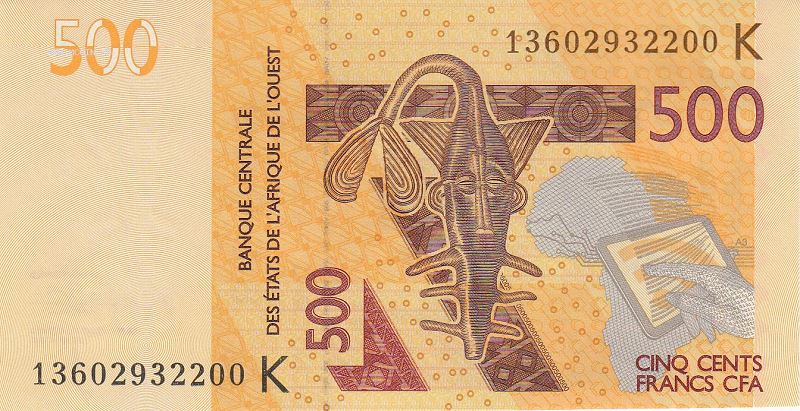 500
13602932200 K
500
BANQUE CENTRALE
DES ÉTATS DE L'AFRIQUE DE L'OUEST
A3
500
CINQ CENTS
FRANCS CFA
13602932200 K